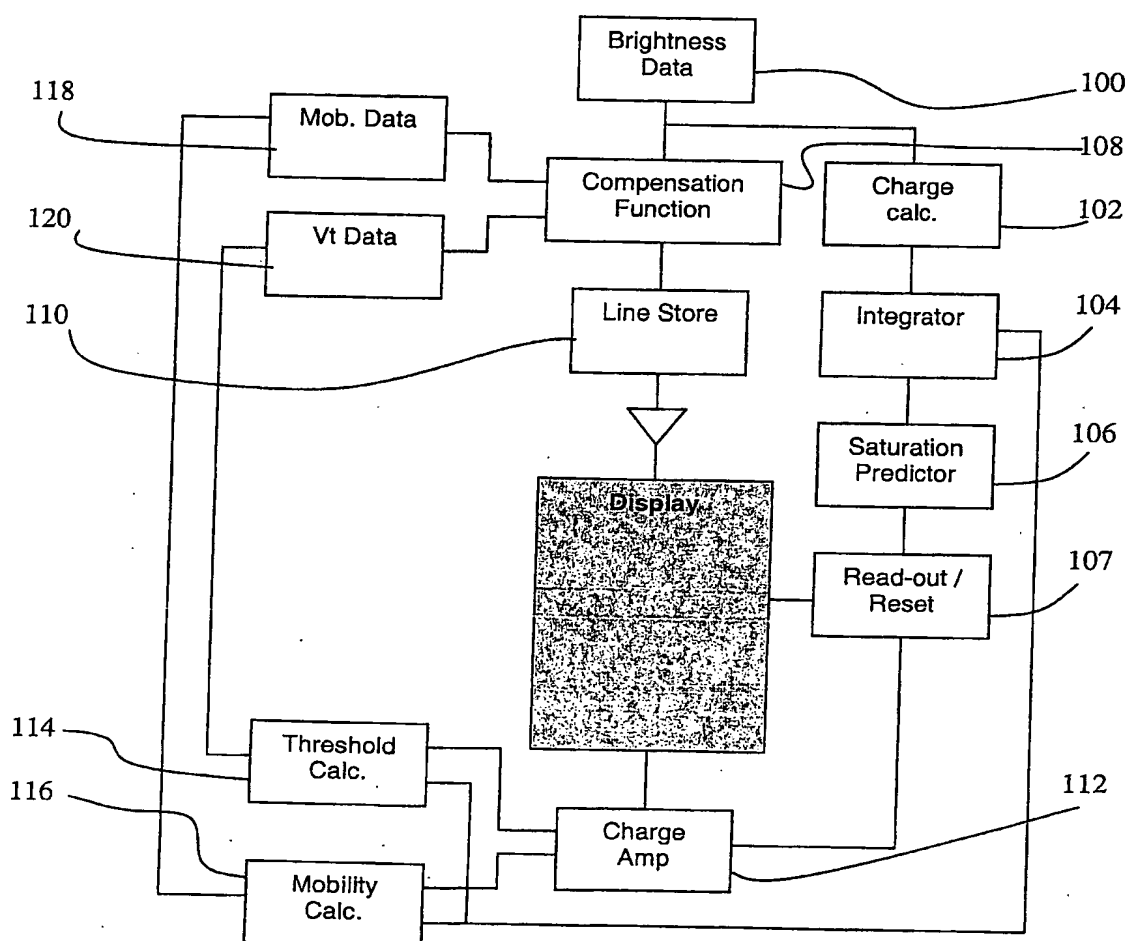 Brightness
Data
100
118
Mob. Data
108
Compensation
Function
Charge
calc.
102
120
Vt Data
110
Line Store
Integrator
104
Saturation
Predictor
106
Display
Read-out /
Reset
107
114
Threshold
Calc.
116
Charge
Amp
112
Mobility
Calc.